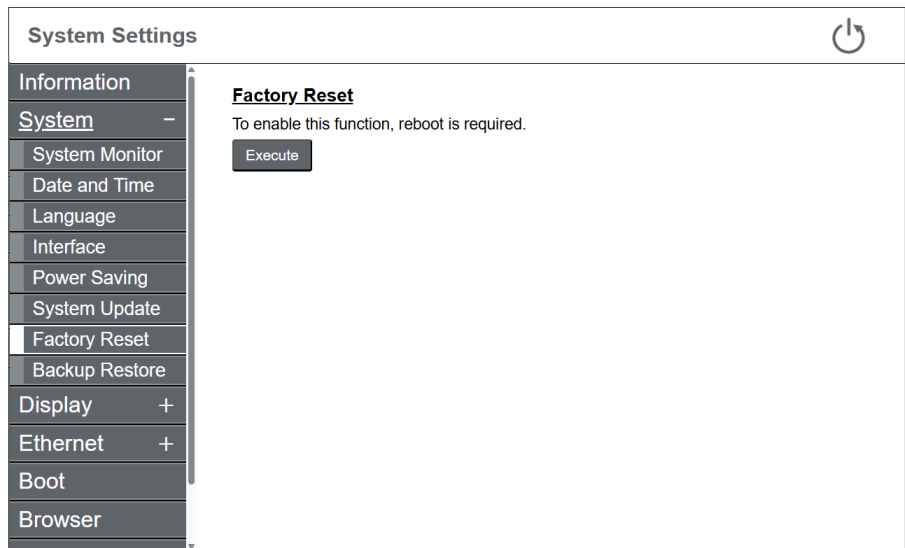 System Settings
Information
System −
System Monitor
Date and Time
Language
Interface
Power Saving
System Update
Factory Reset
Backup Restore
Display +
Ethernet +
Boot
Browser
Factory Reset
To enable this function, reboot is required.
Execute